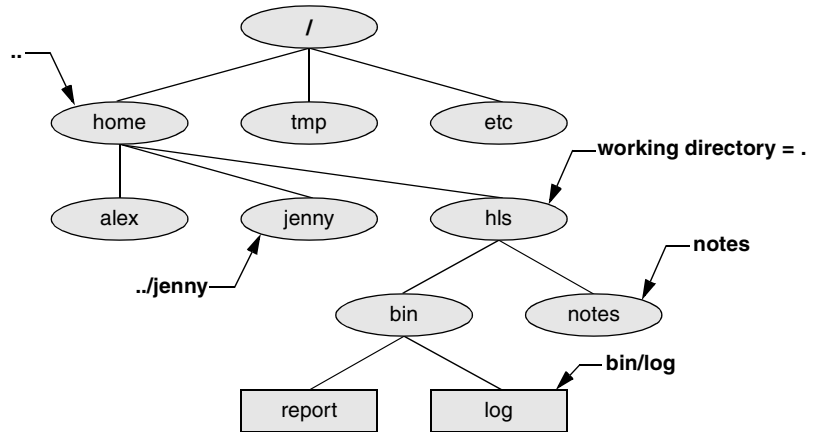 /
..
home
tmp
etc
working directory = .
alex
jenny
hls
notes
../jenny
bin
notes
bin/log
report
log